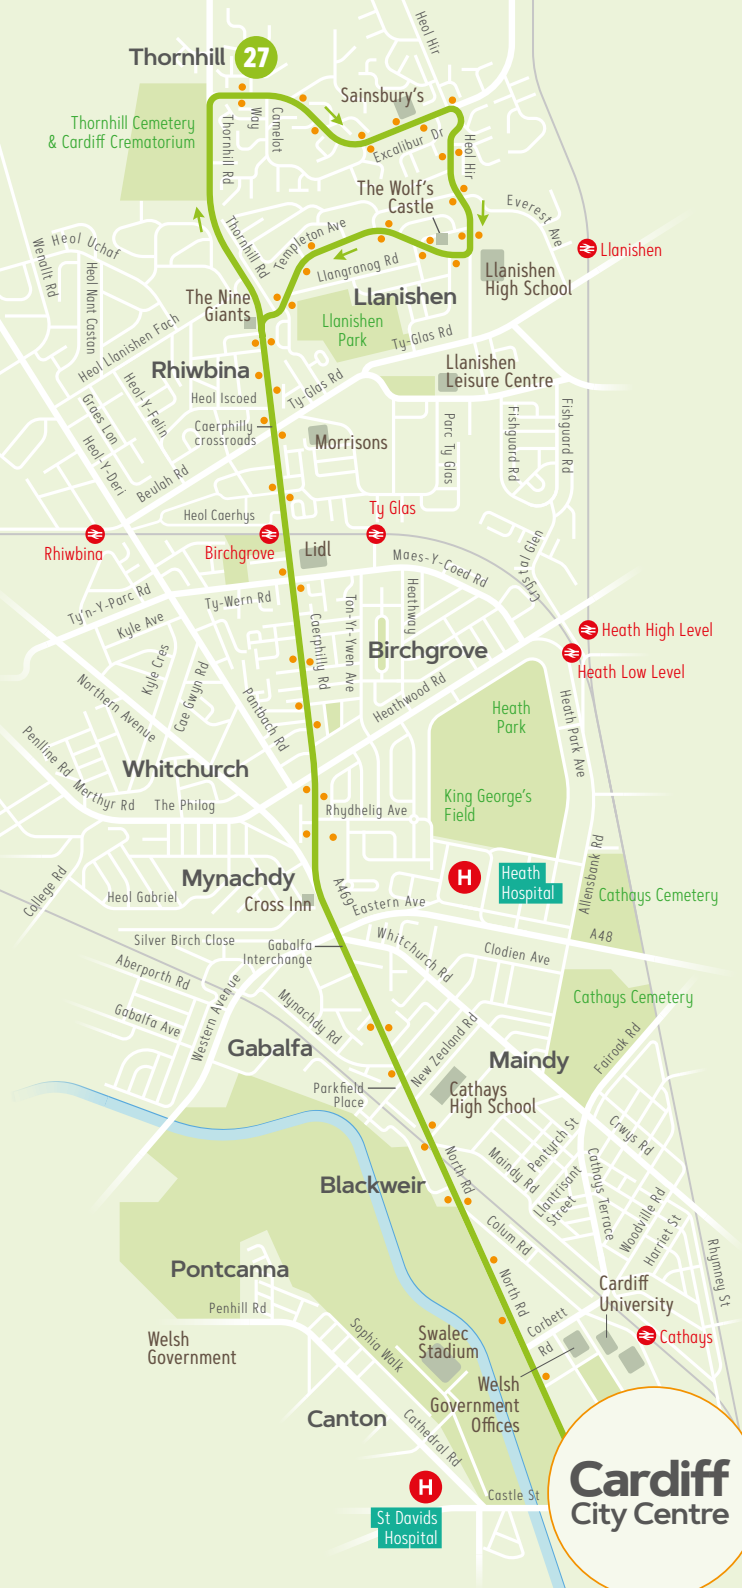 Heol Hir
Thornhill 27
Sainsbury's
Thornhill Cemetery
& Cardiff Crematorium
Thornhill Rd
Way
Camelot
Excalibur Dr
Heol Hir
The Wolf's
Castle
Everest Ave
Llanishen
Heol Uchaf
Wenallt Rd
Heol Nant Castan
Thornhill Rd
Templeton Ave
Llangranog Rd
Llanishen
High School
The Nine
Giants
Llanishen
Llanishen
Park
Heol Llanishen Fach
Ty-Glas Rd
Rhiwbina
Llanishen
Leisure Centre
Heol-Y-Felin
Heol Iscoed
Ty-Glas Rd
Graes Lon
Caerphilly
crossroads
Morrisons
Parc Ty Glas
Fishguard Rd
Fishguard Rd
Heol-Y-Deri
Beulah Rd
Heol Caerhys
Ty Glas
Rhiwbina
Birchgrove
Lidl
Maes-Y-Coed Rd
Crystal Glen
Ty'n-Y-Parc Rd
Ty-Wern Rd
Kyle Ave
Caerphilly Rd
Ton-Yr-Ywen Ave
Heathway
Heath High Level
Birchgrove
Heath Low Level
Kyle Cres
Cae Gwyn Rd
Northern Avenue
Pantbach Rd
Heathwood Rd
Heath
Park
Heath Park Ave
Penlline Rd
Whitchurch
Merthyr Rd
The Philog
Rhydhelig Ave
King George's
Field
College Rd
Mynachdy
Heol Gabriel
Cross Inn
A469
Eastern Ave
Heath
Hospital
H
Allensbank Rd
Cathays Cemetery
Silver Birch Close
Gabalfa
Interchange
Whitchurch Rd
Clodien Ave
A48
Aberporth Rd
Gabalfa Ave
Western Avenue
Mynachdy Rd
Cathays Cemetery
Gabalfa
New Zealand Rd
Maindy
Fairoak Rd
Parkfield
Place
Cathays
High School
Crwys Rd
Pentyrch St
Maindy Rd
North Rd
Blackweir
Llantrisant
Street
Cathays Terrace
Woodville Rd
Harriet St
Colum Rd
Rhymney St
Pontcanna
North Rd
Cardiff
University
Penhill Rd
Corbett
Rd
Cathays
Welsh
Government
Sophia Walk
Swalec
Stadium
Welsh
Government
Offices
Canton
Cathedral Rd
Cardiff
City Centre
H
Castle St
St Davids
Hospital